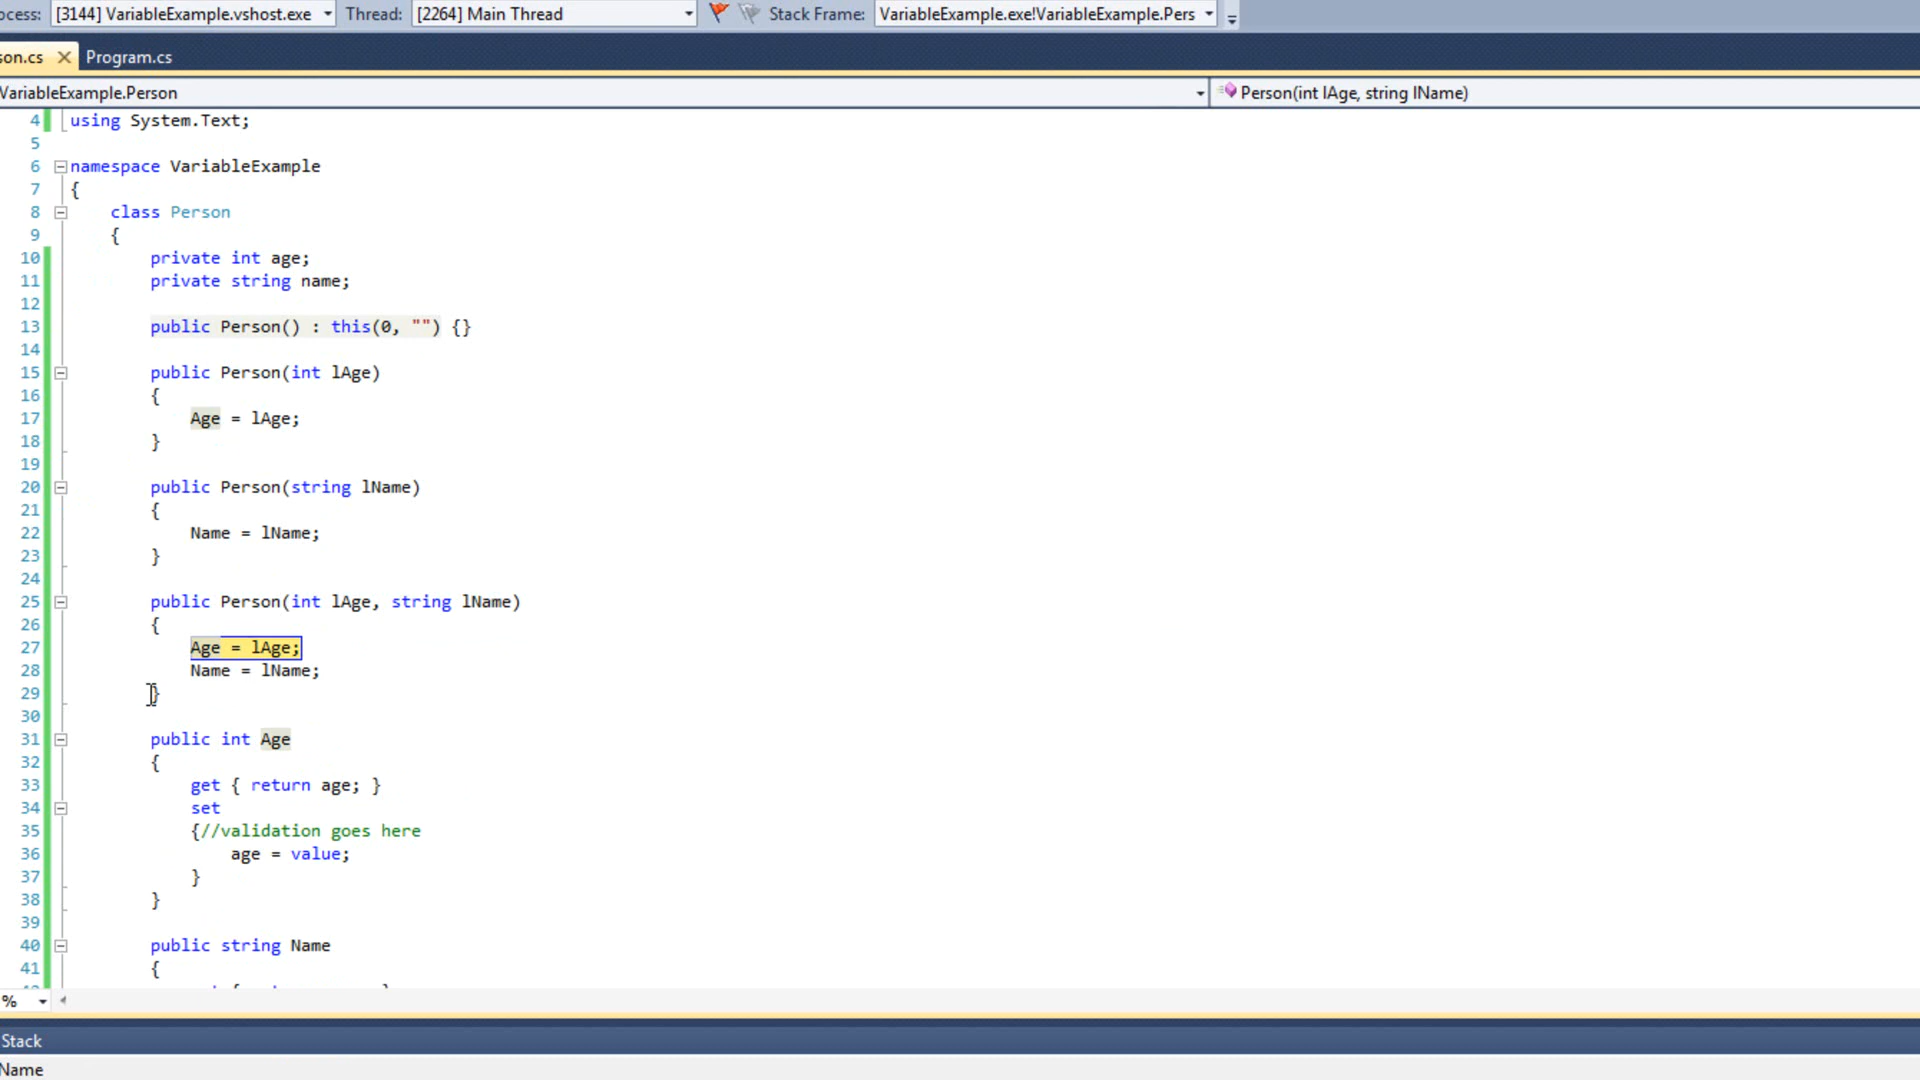 ocess: [3144] VariableExample.vshost.exe Thread: [2264] Main Thread Stack Frame: VariableExample.exe!VariableExample.Pers
son.cs Program.cs
VariableExample.Person Person(int lAge, string lName)
4 using System.Text;
5
6 namespace VariableExample
7 {
8 class Person
9 {
10 private int age;
11 private string name;
12
13 public Person() : this(0, "") {}
14
15 public Person(int lAge)
16 {
17 Age = lAge;
18 }
19
20 public Person(string lName)
21 {
22 Name = lName;
23 }
24
25 public Person(int lAge, string lName)
26 {
27 Age = lAge;
28 Name = lName;
29 }
30
31 public int Age
32 {
33 get { return age; }
34 set
35 {//validation goes here
36 age = value;
37 }
38 }
39
40 public string Name
41 {
%
Stack
Name